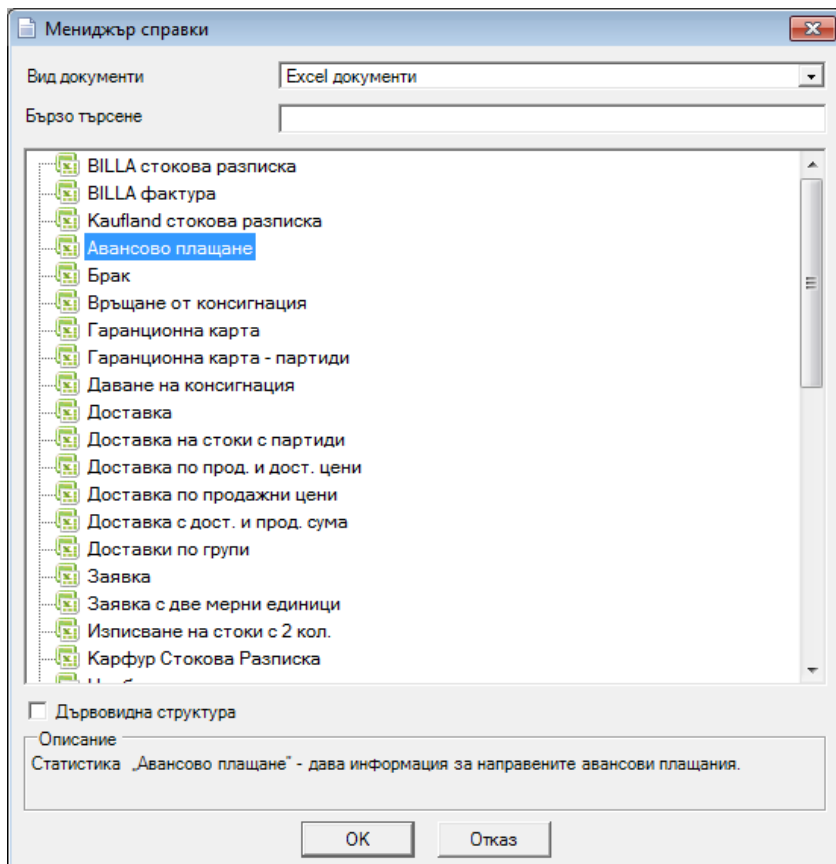 Мениджър справки
Вид документи
Excel документи
Бързо търсене
BILLA стокова разписка
BILLA фактура
Kaufland стокова разписка
Авансово плащане
Брак
Връщане от консигнация
Гаранционна карта
Гаранционна карта - партиди
Даване на консигнация
Доставка
Доставка на стоки с партиди
Доставка по прод. и дост. цени
Доставка по продажни цени
Доставка с дост. и прод. сума
Доставки по групи
Заявка
Заявка с две мерни единици
Изписване на стоки с 2 кол.
Карфур Стокова Разписка
Дървовидна структура
Описание
Статистика „Авансово плащане" - дава информация за направените авансови плащания.
OK
Отказ